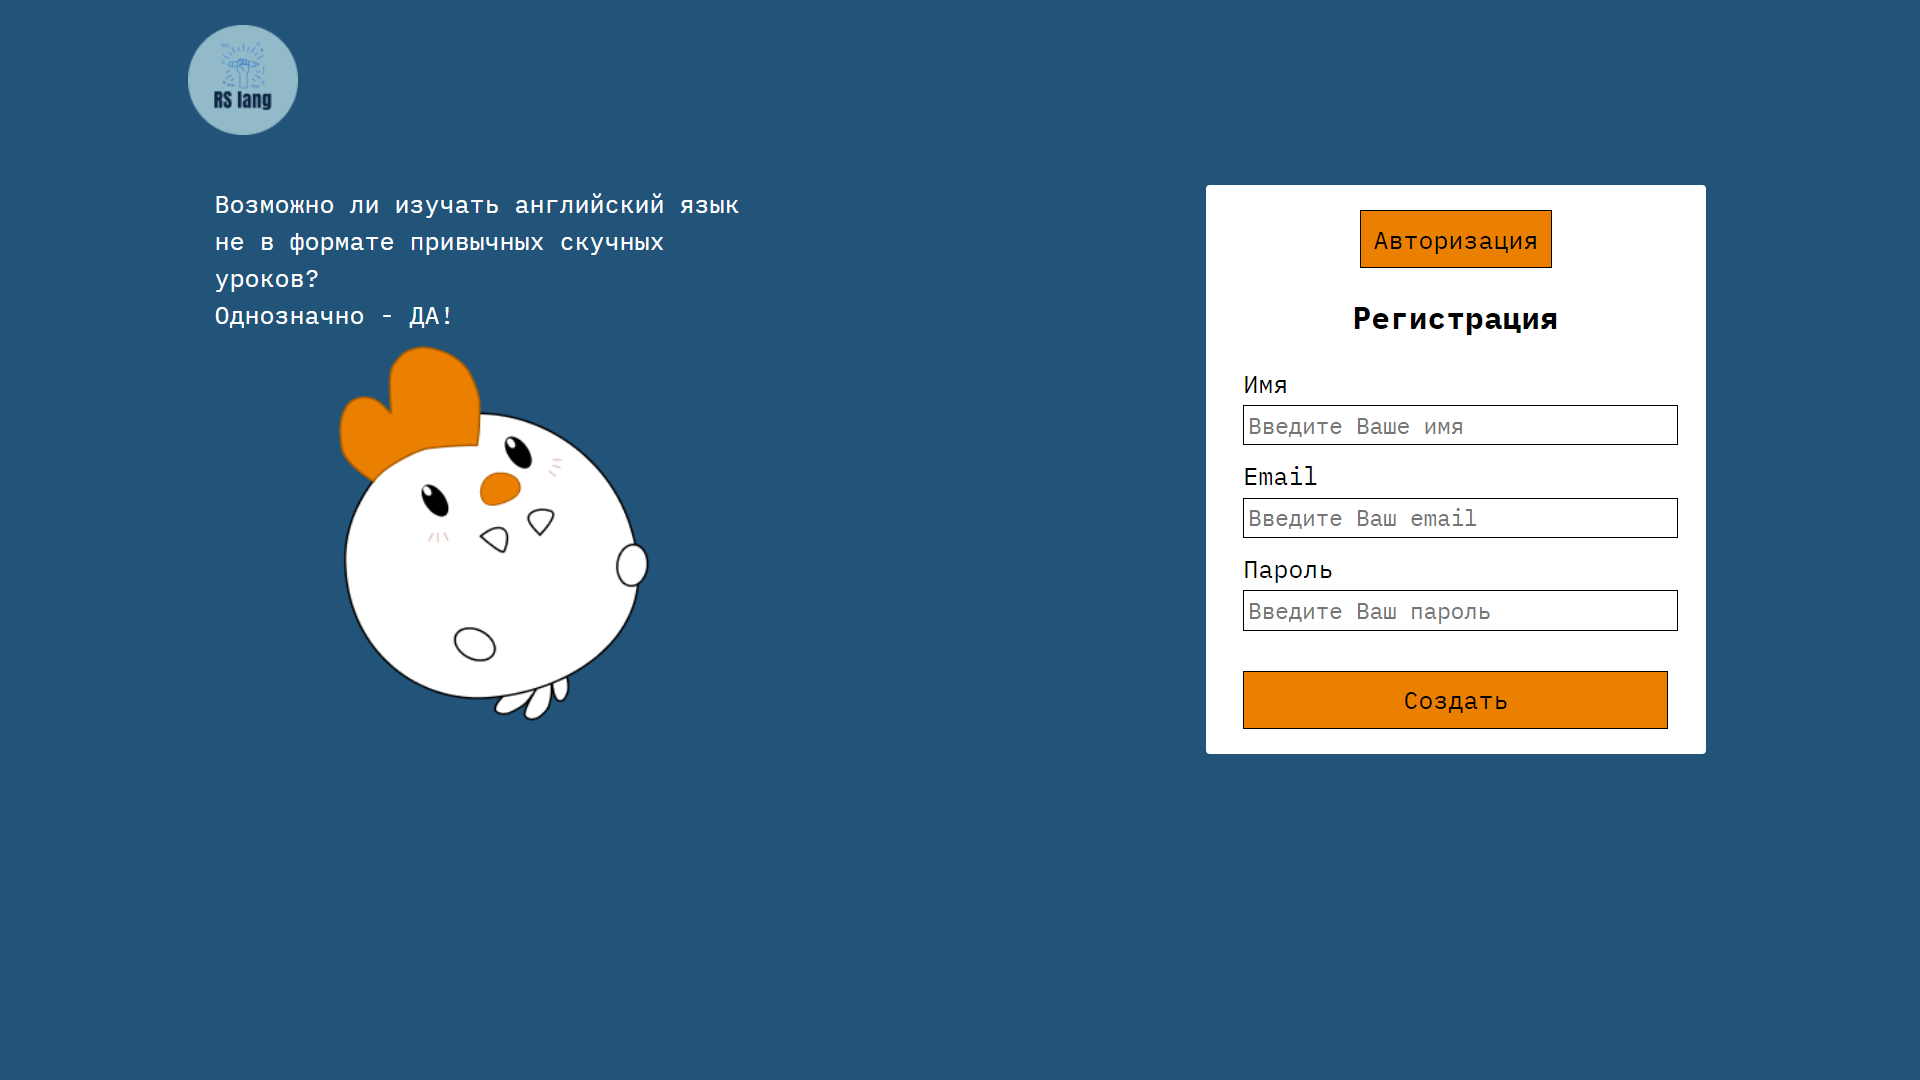 RS lang
Возможно ли изучать английский язык
не в формате привычных скучных
уроков?
Однозначно - ДА!
Авторизация
Регистрация
Имя
Введите Ваше имя
Email
Введите Ваш email
Пароль
Введите Ваш пароль
Создать